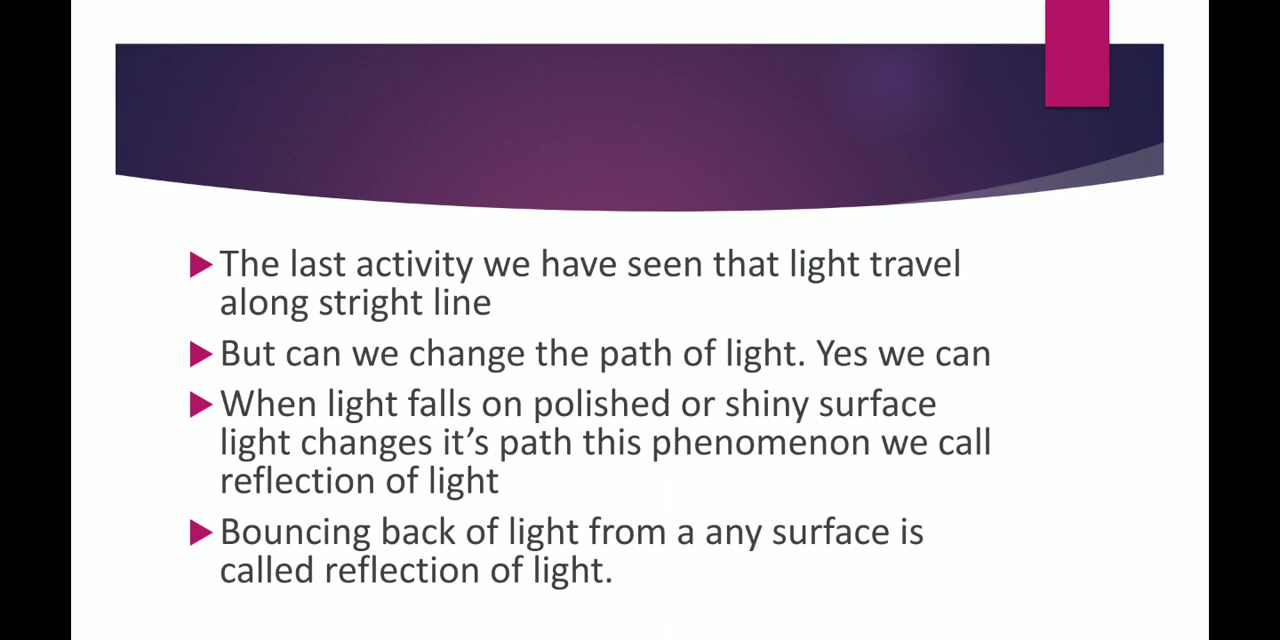 The last activity we have seen that light travel
along stright line
But can we change the path of light. Yes we can
When light falls on polished or shiny surface
light changes it’s path this phenomenon we call
reflection of light
Bouncing back of light from a any surface is
called reflection of light.